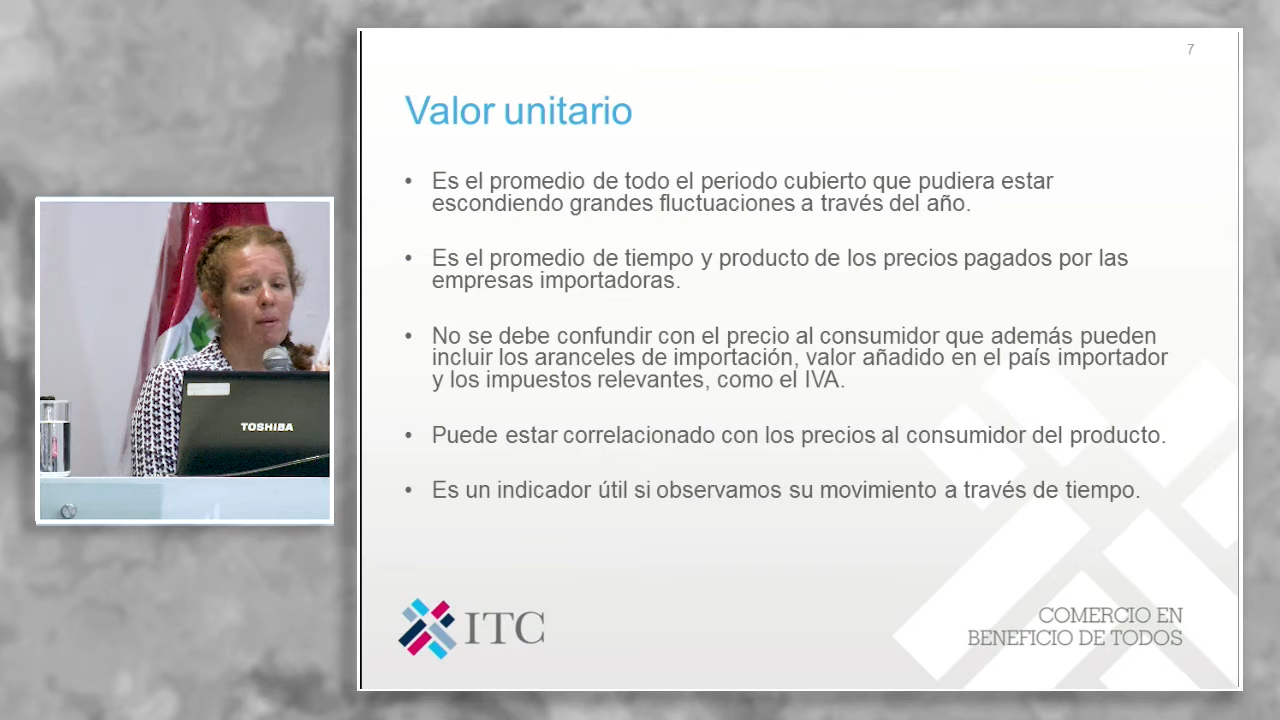 7
Valor unitario
• Es el promedio de todo el periodo cubierto que pudiera estar
escondiendo grandes fluctuaciones a través del año.
• Es el promedio de tiempo y producto de los precios pagados por las
empresas importadoras.
• No se debe confundir con el precio al consumidor que además pueden
incluir los aranceles de importación, valor añadido en el país importador
y los impuestos relevantes, como el IVA.
• Puede estar correlacionado con los precios al consumidor del producto.
• Es un indicador útil si observamos su movimiento a través de tiempo.
TOSHIBA
ITC
COMERCIO EN
BENEFICIO DE TODOS